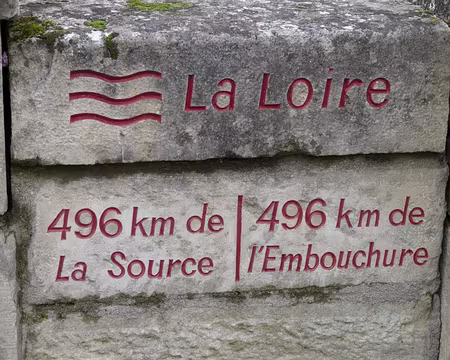 La Loire
496 km de
La Source
496 km de
l'Embouchure